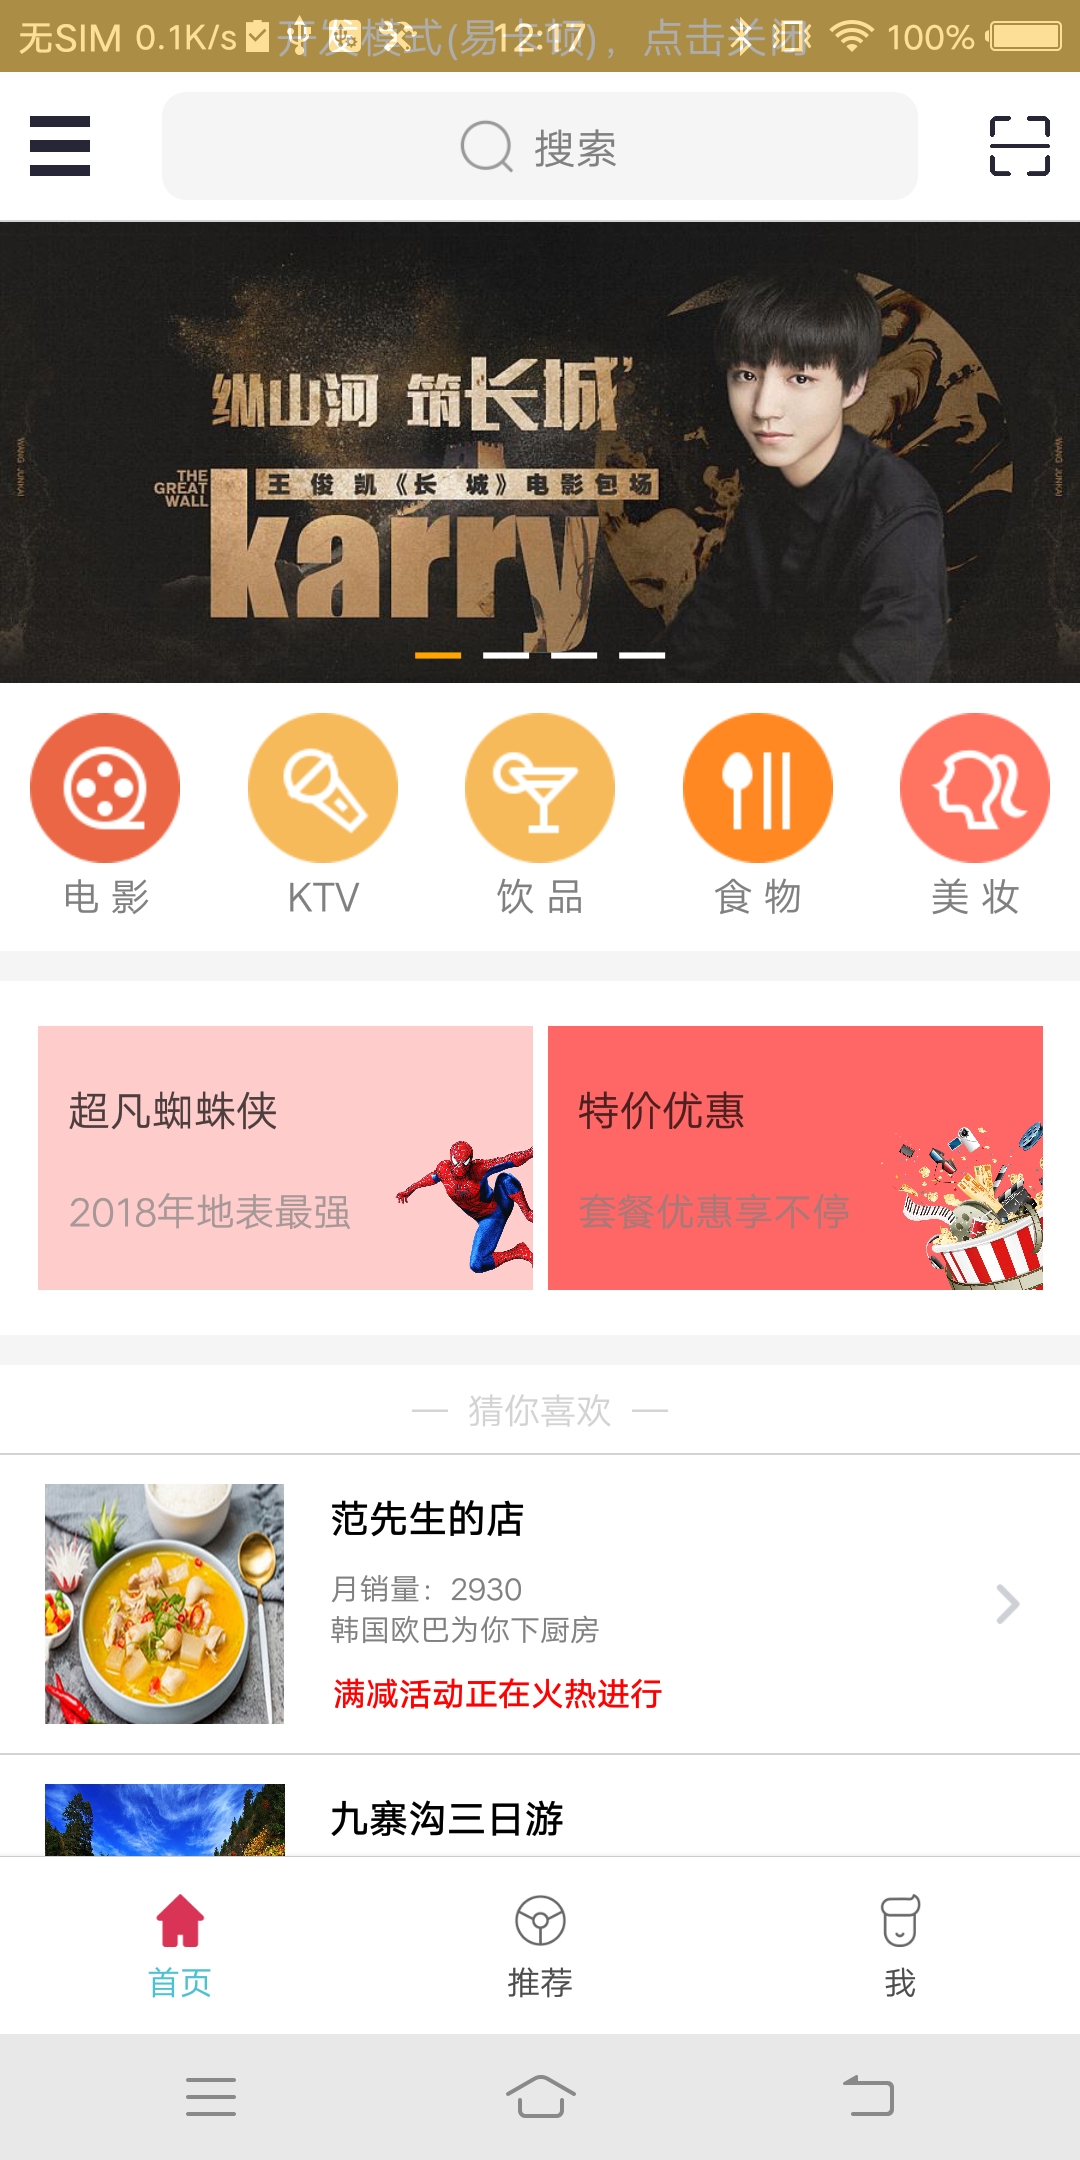 无SIM 0.1K/s 12:17 100%
开发模式(易卡顿)，点击关闭
搜索
纵山河 筑长城
THE GREAT WALL
王俊凯《长城》电影包场
karry
WANG JUNKAI
WANG JUNKAI
电影 KTV 饮品 食物 美妆
超凡蜘蛛侠 特价优惠
2018年地表最强 套餐优惠享不停
— 猜你喜欢 —
范先生的店
月销量：2930
韩国欧巴为你下厨房
满减活动正在火热进行
九寨沟三日游
首页 推荐 我